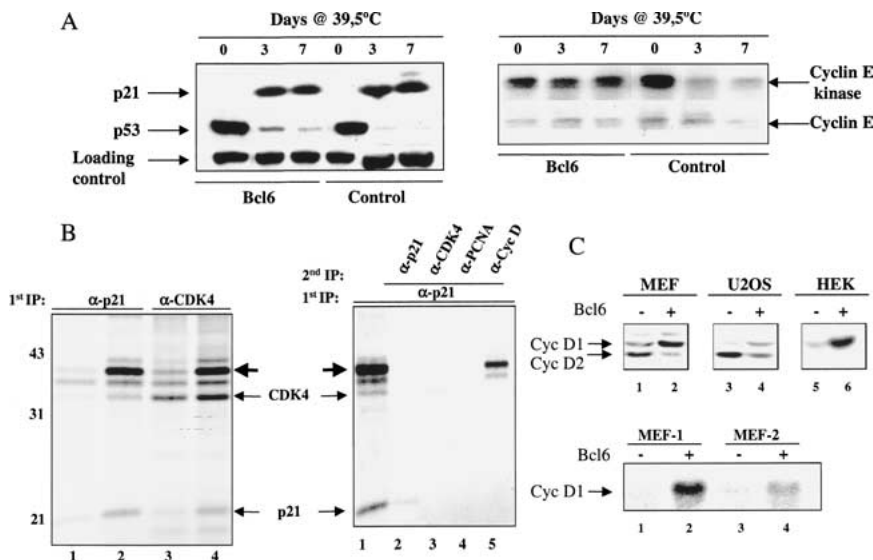 A
Days @ 39,5ºC
0 3 7 0 3 7
p21
p53
Loading
control
Bcl6 Control
Days @ 39,5ºC
0 3 7 0 3 7
Cyclin E
kinase
Cyclin E
Bcl6 Control
B
1st IP: α-p21 α-CDK4
43
31
21
1 2 3 4
CDK4
p21
2nd IP: α-p21 α-CDK4 α-PCNA α-Cyc D
1st IP: α-p21
1 2 3 4 5
C
MEF U2OS HEK
Bcl6 - + - + - +
Cyc D1
Cyc D2
1 2 3 4 5 6
MEF-1 MEF-2
Bcl6 - + - +
Cyc D1
1 2 3 4